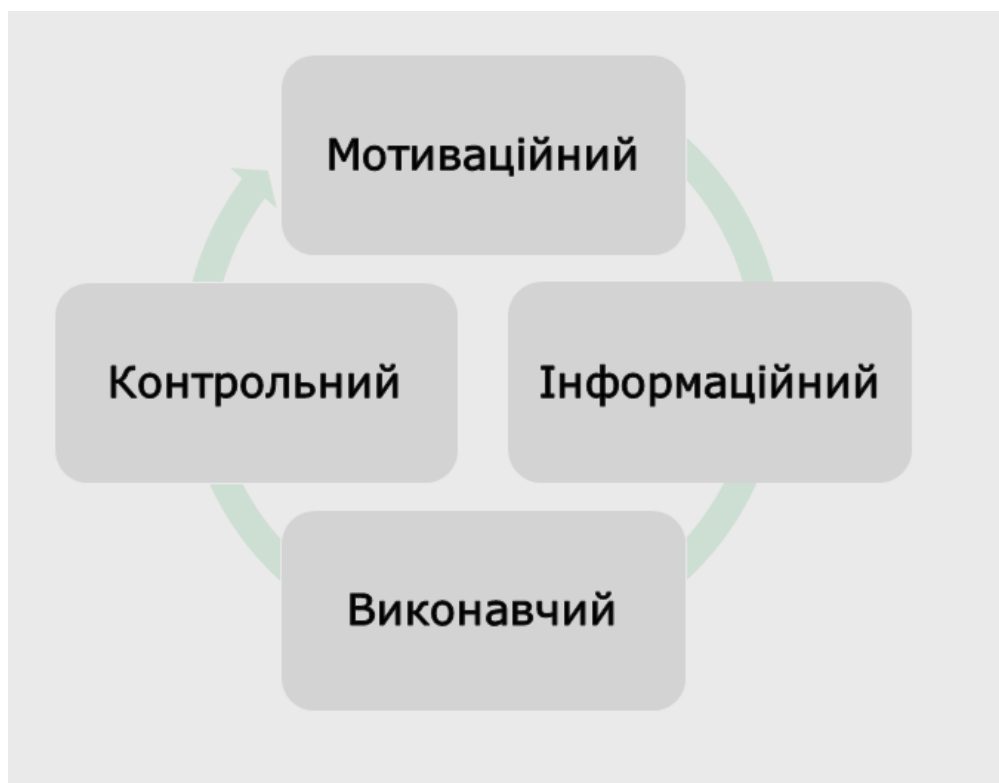 Мотиваційний
Контрольний
Інформаційний
Виконавчий